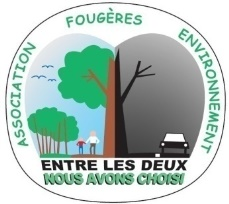 ASSOCIATION FOUGÈRES ENVIRONNEMENT
ENTRE LES DEUX
NOUS AVONS CHOISI